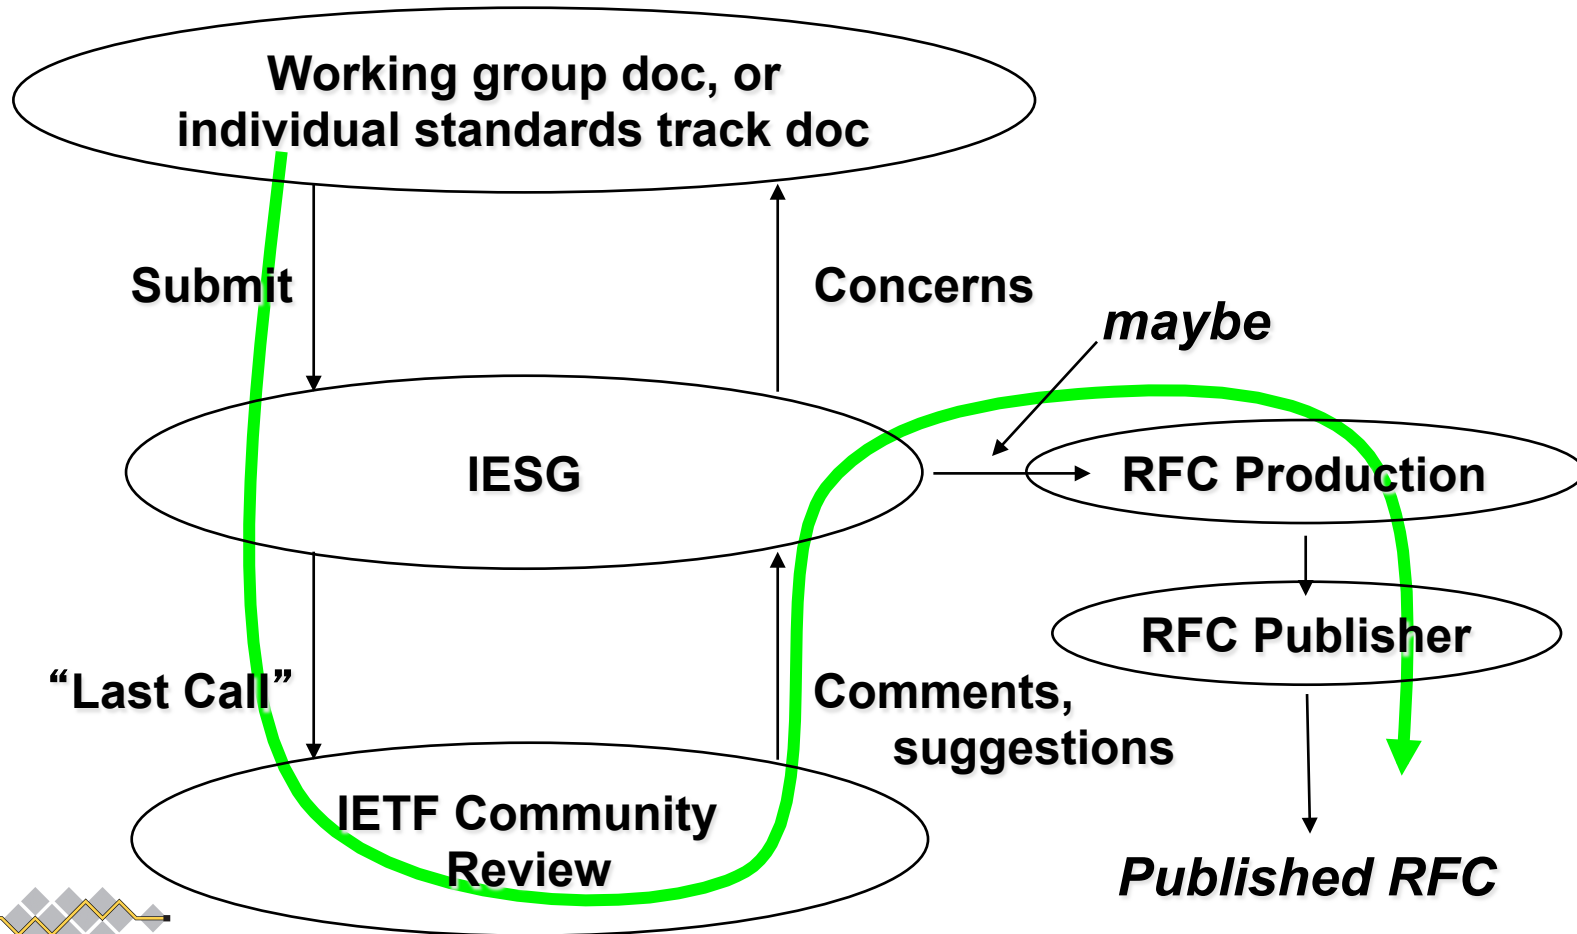 Working group doc, or
individual standards track doc
Submit
Concerns
maybe
IESG
RFC Production
RFC Publisher
“Last Call”
Comments,
suggestions
IETF Community
Review
Published RFC